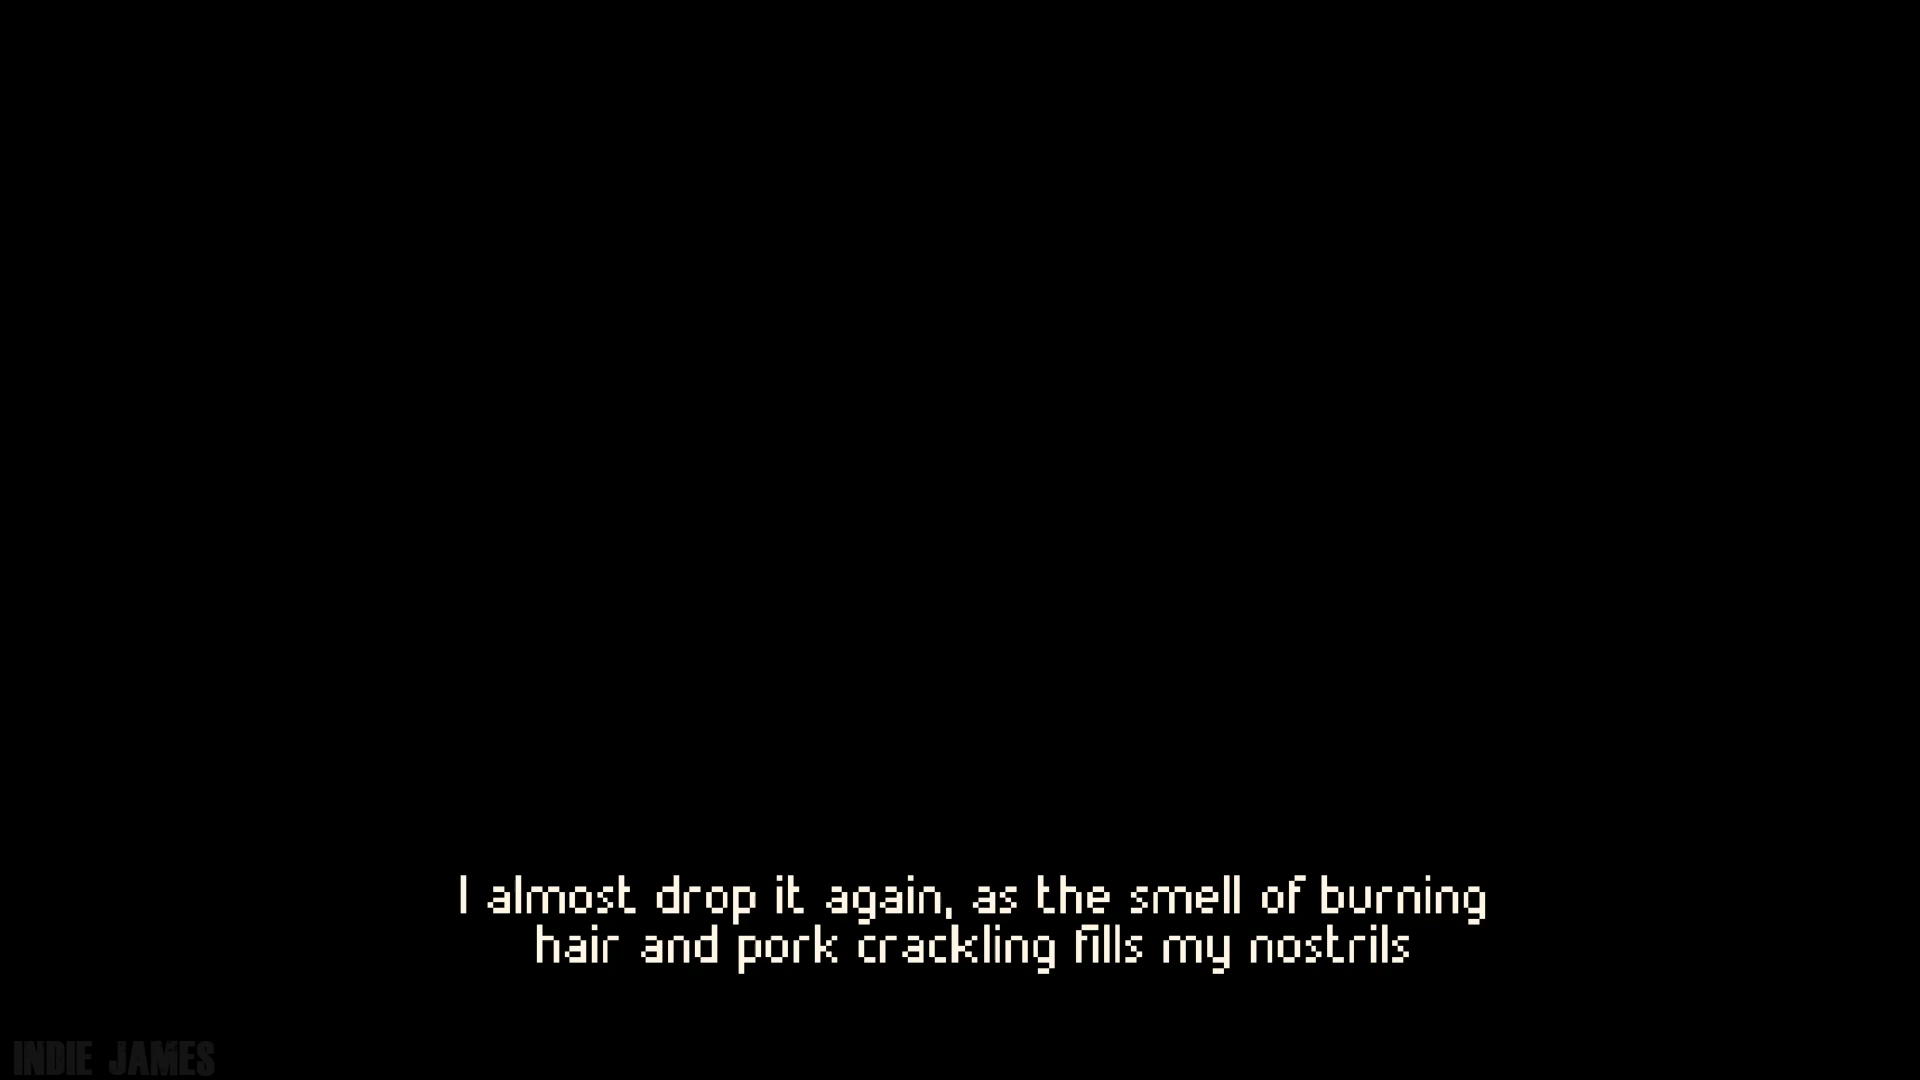 I almost drop it again, as the smell of burning
hair and pork crackling fills my nostrils
INDIE JAMES